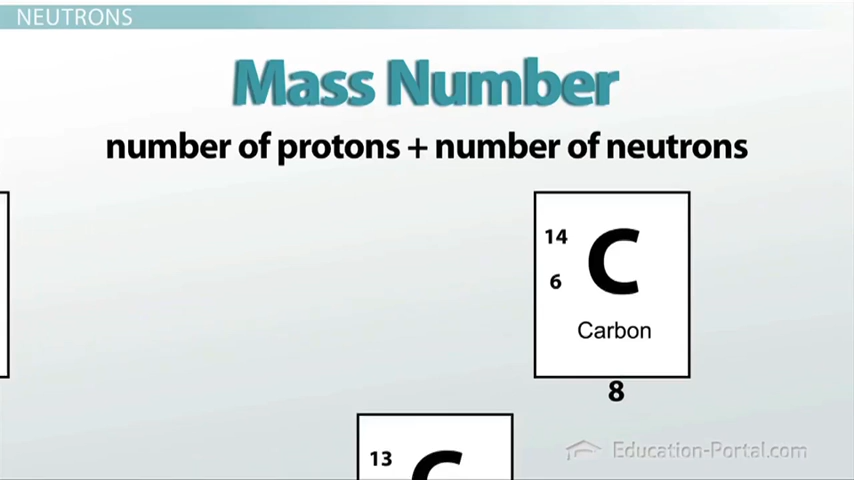 NEUTRONS
Mass Number
number of protons + number of neutrons
14
C
6
Carbon
8
13
C
Education-Portal.com